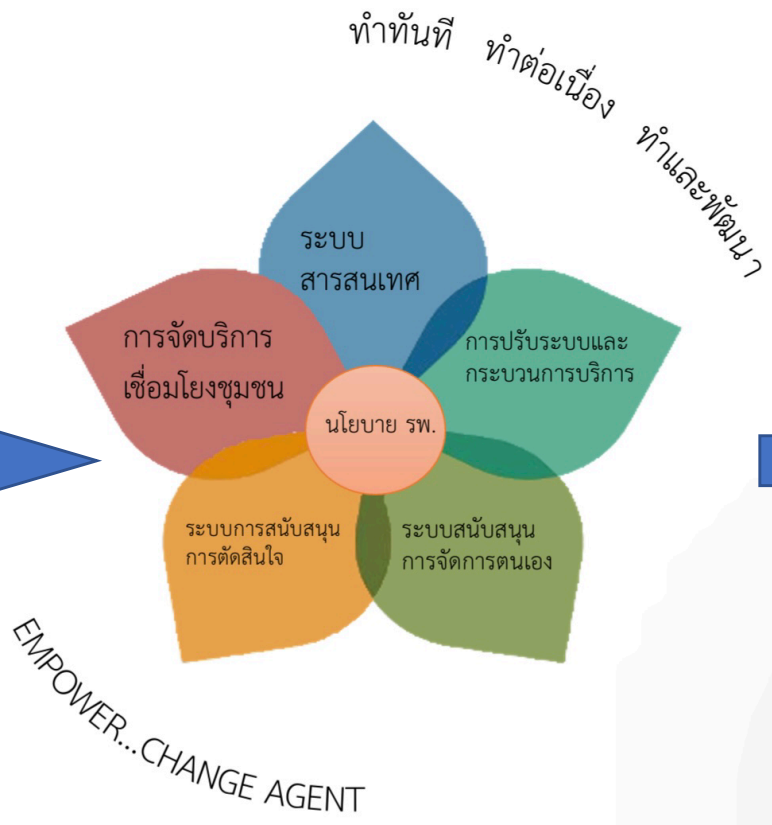 ทำทันที ทำต่อเนื่อง ทำและพัฒนา
ระบบ
สารสนเทศ
การจัดบริการ
เชื่อมโยงชุมชน
การปรับระบบและ
กระบวนการบริการ
นโยบาย รพ.
ระบบการสนับสนุน
การตัดสินใจ
ระบบสนับสนุน
การจัดการตนเอง
EMPOWER...CHANGE AGENT